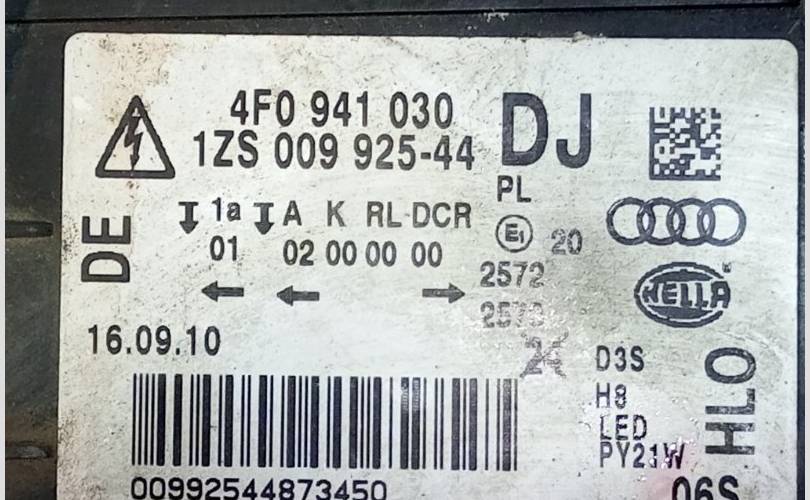 4F0 941 030 DJ
1ZS 009 925-44
PL
DE
1a A K RL-DCR
01 02 00 00 00
E1 20
2572
HELLA
16.09.10
D3S
H8
LED
PY21W
HLO
06S
00992544873450